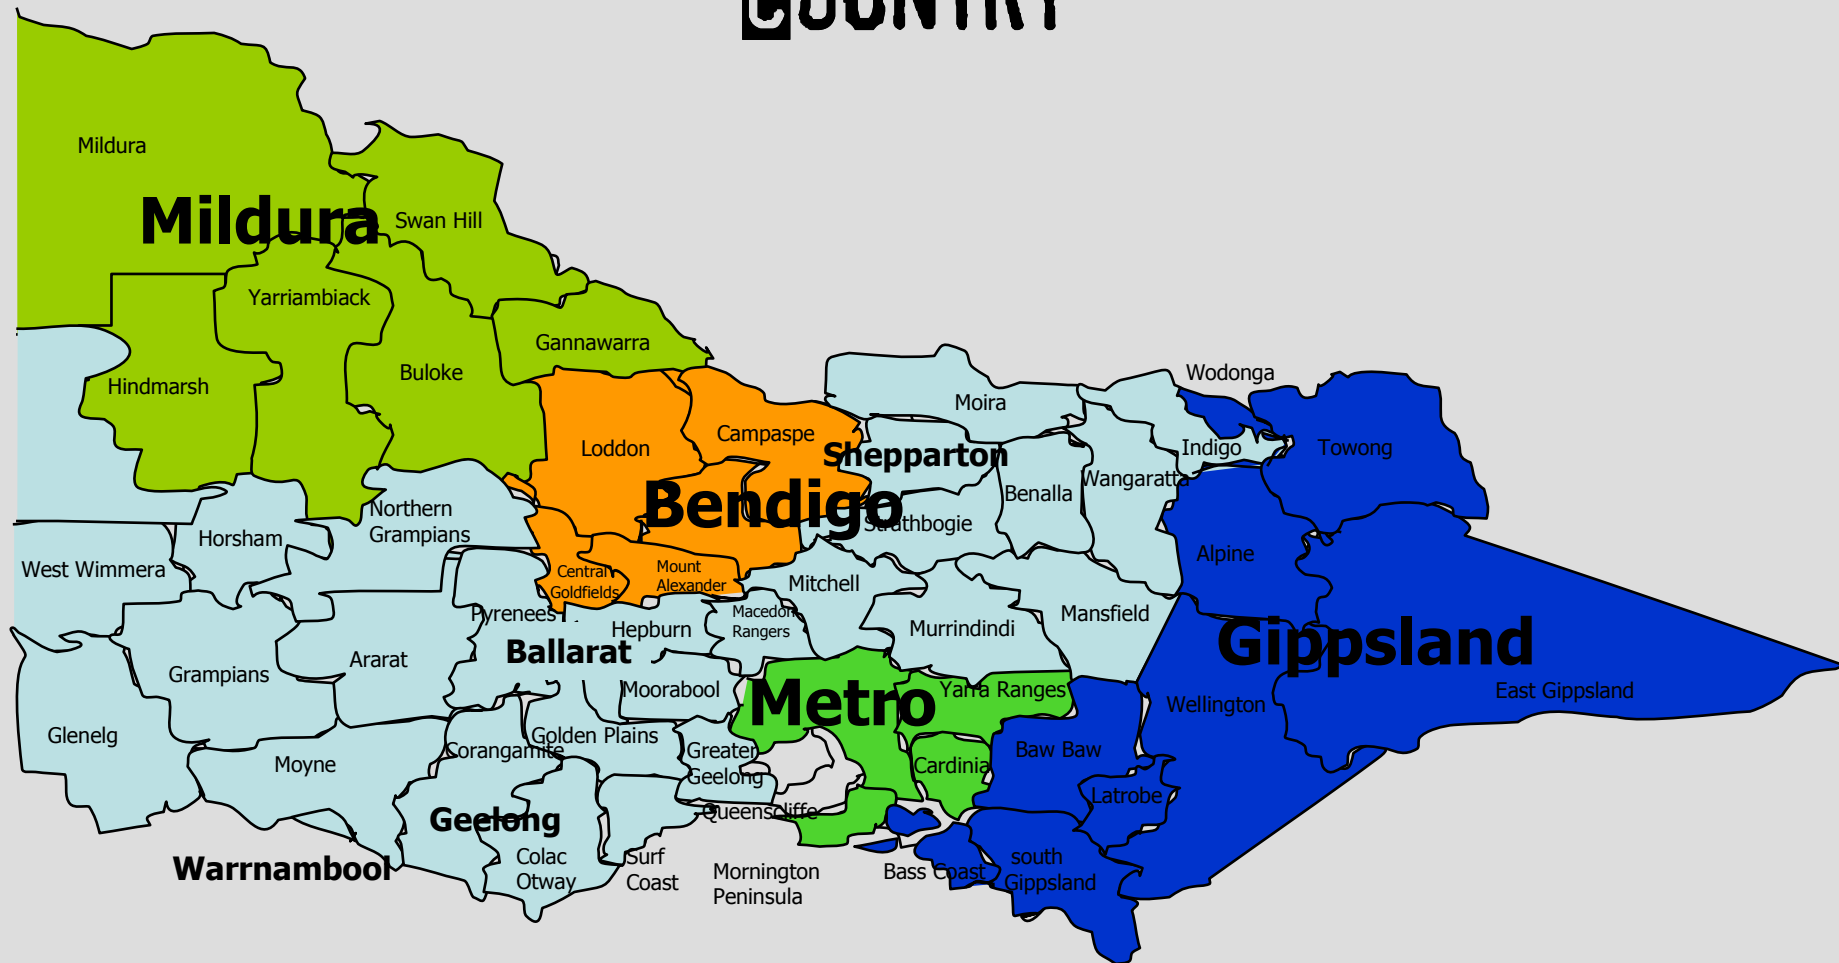 COUNTRY
Mildura
Mildura
Swan Hill
Yarriambiack
Gannawarra
Hindmarsh
Buloke
Wodonga
Moira
Loddon
Campaspe
Shepparton
Indigo
Towong
Wangaratta
Benalla
Bendigo
Northern
Grampians
Strathbogie
Horsham
Alpine
West Wimmera
Central
Goldfields
Mount
Alexander
Mitchell
Pyrenees
Hepburn
Macedon
Rangers
Murrindindi
Mansfield
Gippsland
Ballarat
Ararat
Grampians
Moorabool
Metro
Yarra Ranges
East Gippsland
Wellington
Glenelg
Golden Plains
Corangamite
Greater
Geelong
Baw Baw
Moyne
Cardinia
Latrobe
Queenscliffe
Geelong
Warrnambool
Colac
Otway
Surf
Coast
Mornington
Peninsula
Bass Coast
south
Gippsland